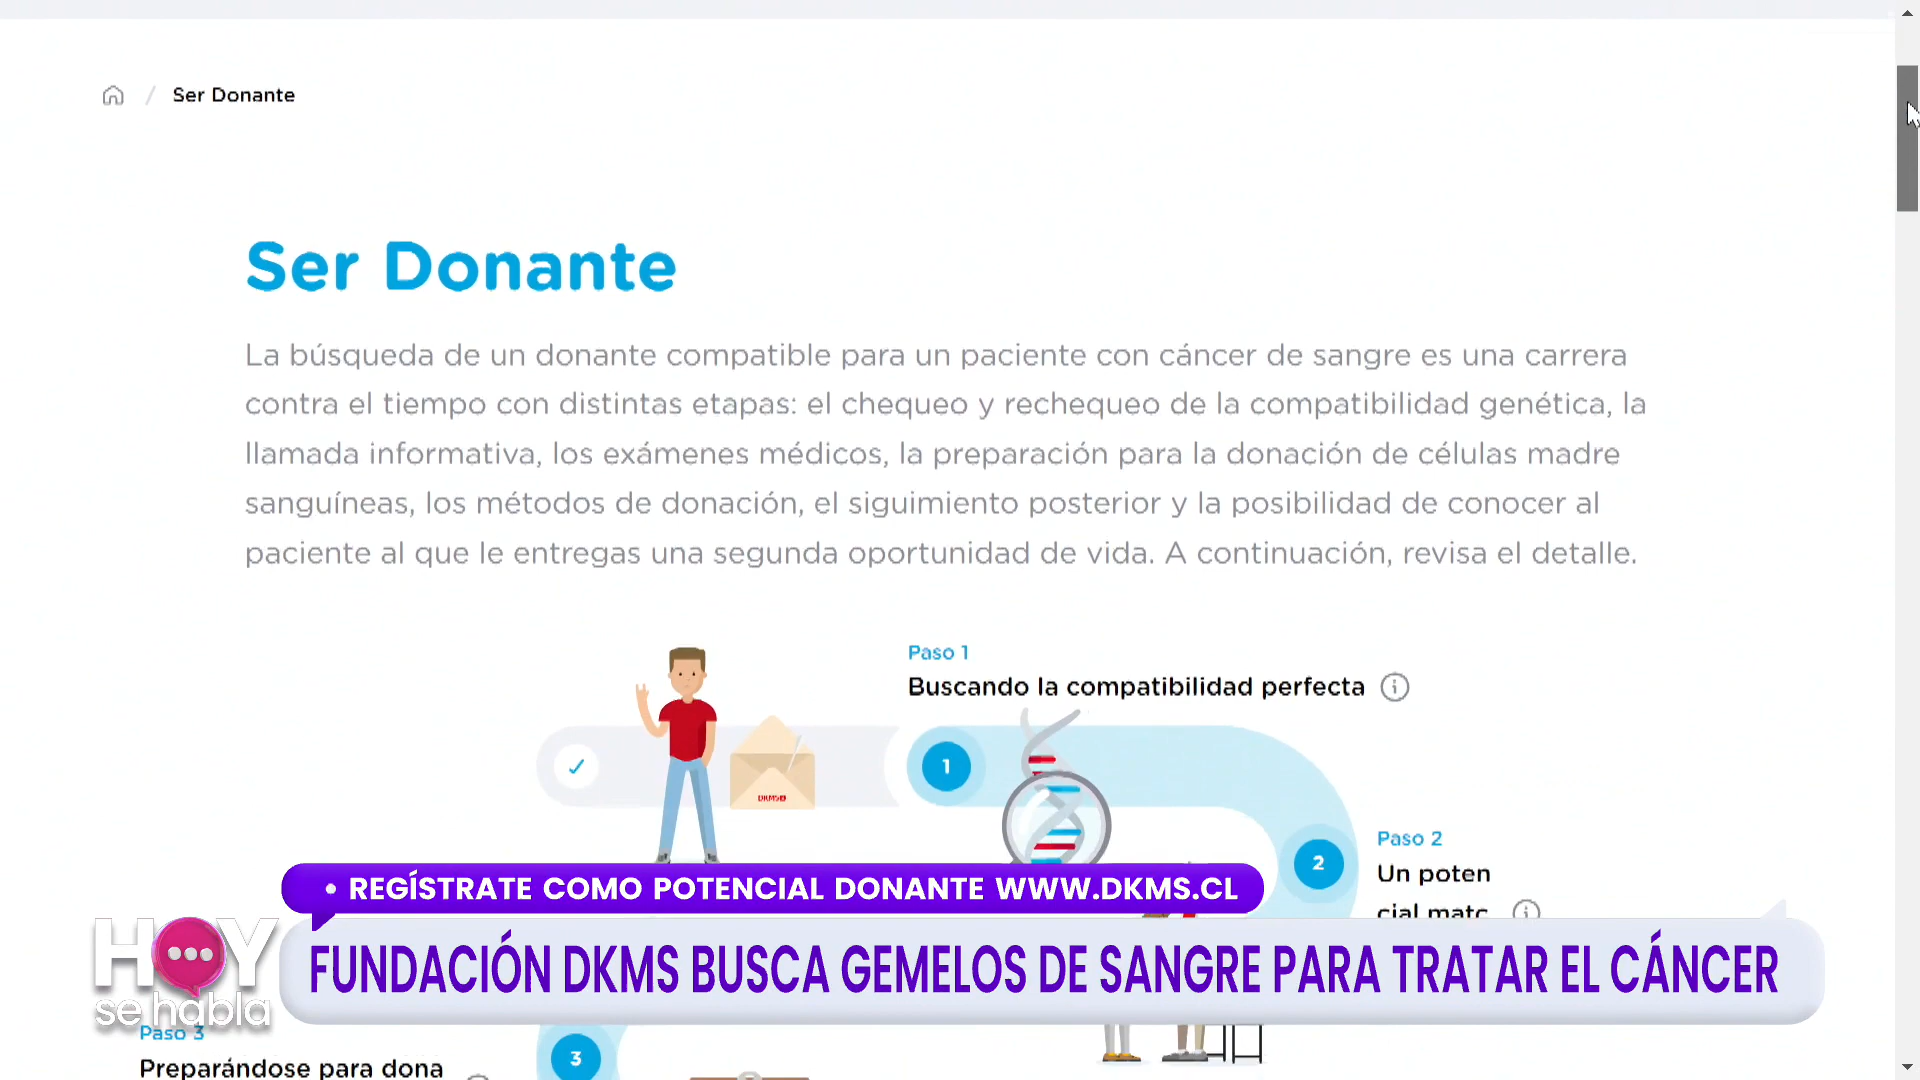 Ser Donante
Ser Donante
La búsqueda de un donante compatible para un paciente con cáncer de sangre es una carrera
contra el tiempo con distintas etapas: el chequeo y rechequeo de la compatibilidad genética, la
llamada informativa, los exámenes médicos, la preparación para la donación de células madre
sanguíneas, los métodos de donación, el siguimiento posterior y la posibilidad de conocer al
paciente al que le entregas una segunda oportunidad de vida. A continuación, revisa el detalle.
Paso 1
Buscando la compatibilidad perfecta
1
DKMS
Paso 2
2
Un poten
cial matc
• REGÍSTRATE COMO POTENCIAL DONANTE WWW.DKMS.CL
HOY
se habla
FUNDACIÓN DKMS BUSCA GEMELOS DE SANGRE PARA TRATAR EL CÁNCER
Paso 3
3
Preparándose para dona